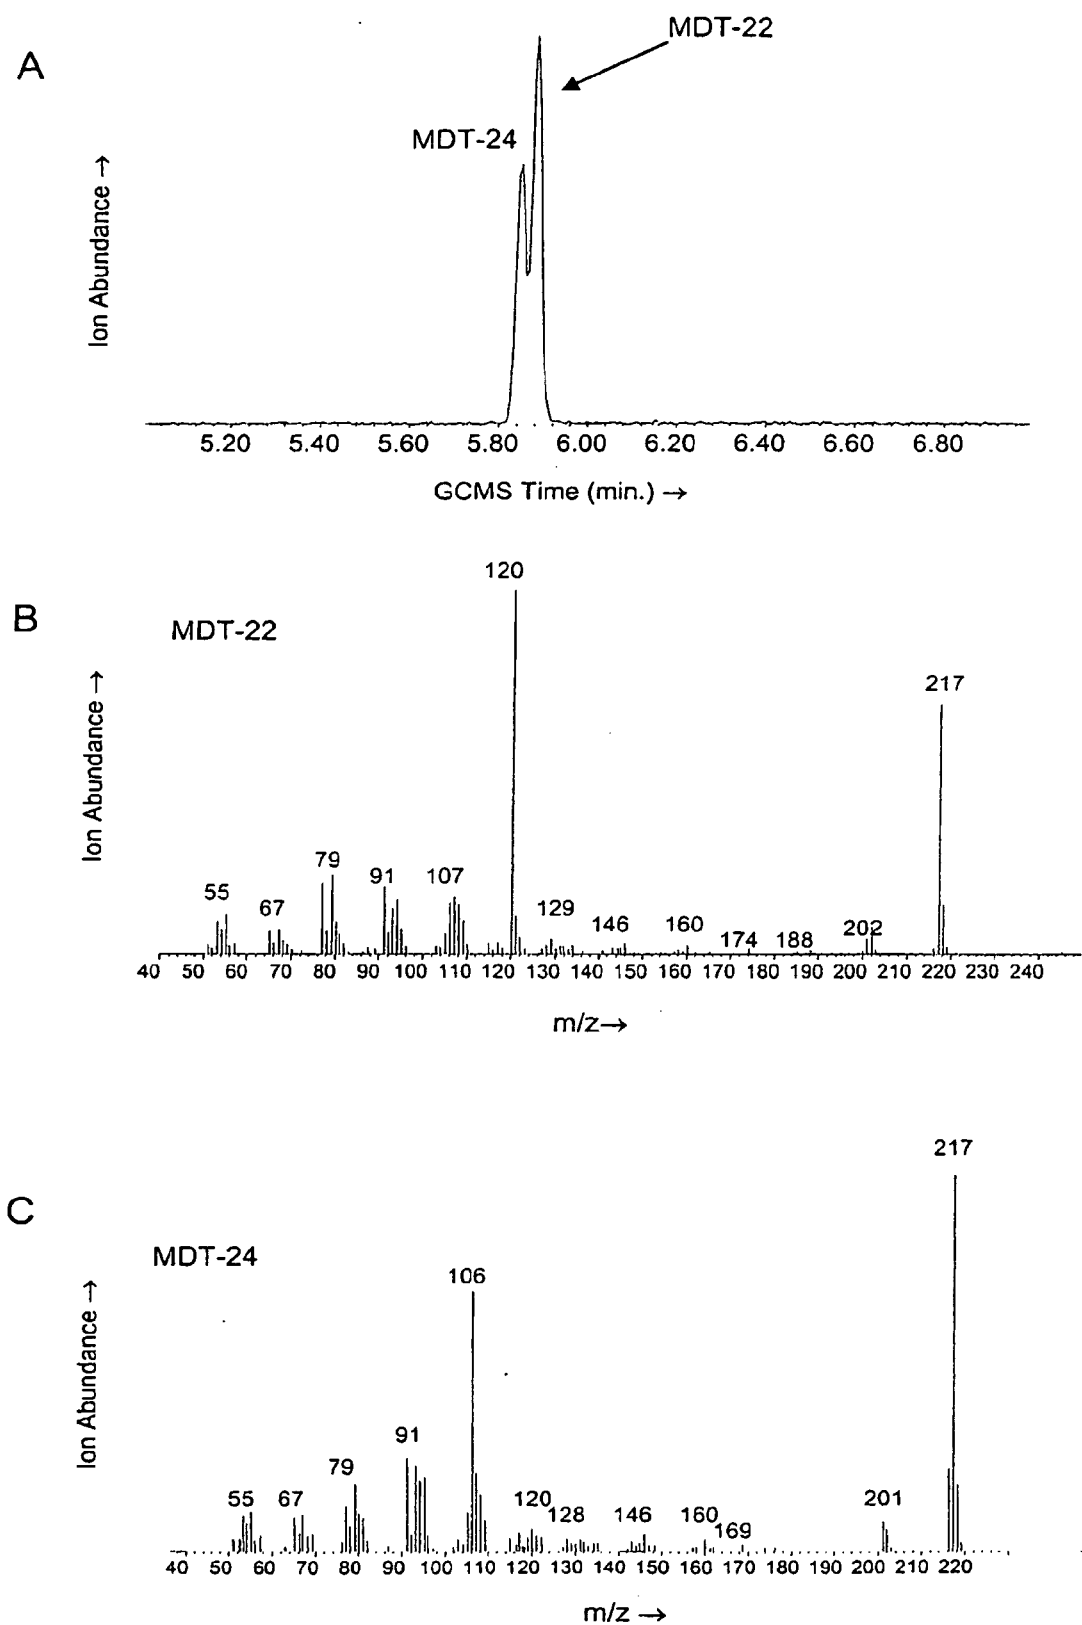 A
MDT-22
MDT-24
Ion Abundance →
5.20 5.40 5.60 5.80 6.00 6.20 6.40 6.60 6.80
GCMS Time (min.) →
B
120
MDT-22
217
Ion Abundance →
79
55
91
107
67
129
146
160
174
188
202
40 50 60 70 80 90 100 110 120 130 140 150 160 170 180 190 200 210 220 230 240
m/z→
C
217
MDT-24
106
Ion Abundance →
91
79
55
67
120
128
146
160
169
201
40 50 60 70 80 90 100 110 120 130 140 150 160 170 180 190 200 210 220
m/z →